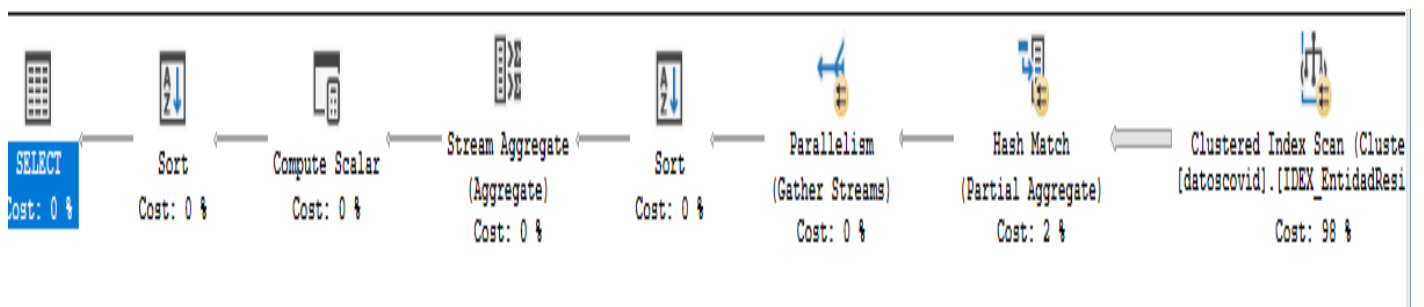 SELECT
Cost: 0 %
Sort
Cost: 0 %
Compute Scalar
Cost: 0 %
Stream Aggregate
(Aggregate)
Cost: 0 %
Sort
Cost: 0 %
Parallelism
(Gather Streams)
Cost: 0 %
Hash Match
(Partial Aggregate)
Cost: 2 %
Clustered Index Scan (Cluste
[datoscovid].[IDEX_EntidadResi
Cost: 98 %